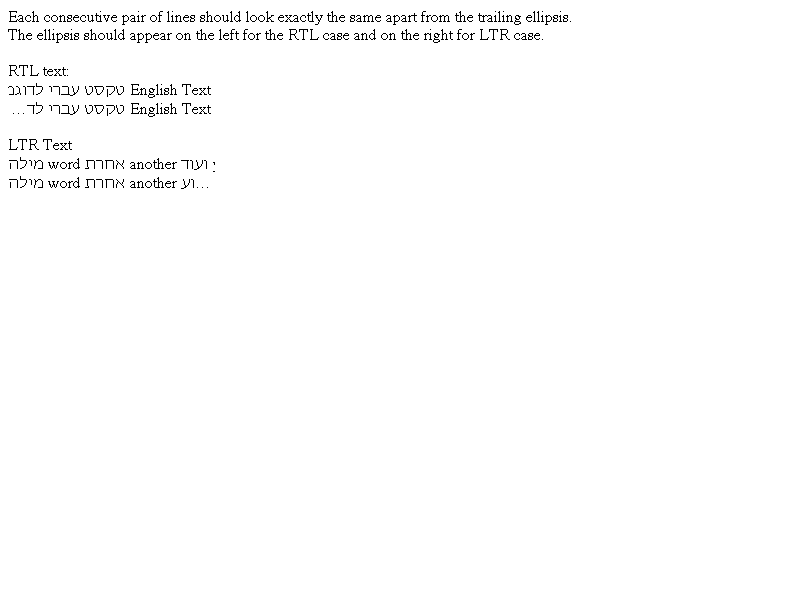 Each consecutive pair of lines should look exactly the same apart from the trailing ellipsis.
The ellipsis should appear on the left for the RTL case and on the right for LTR case.
RTL text:
English Text טקסט עברי לדוגמ
English Text טקסט עברי לד...
LTR Text
מילה word אחרת another ועוד
מילה word אחרת another וע...